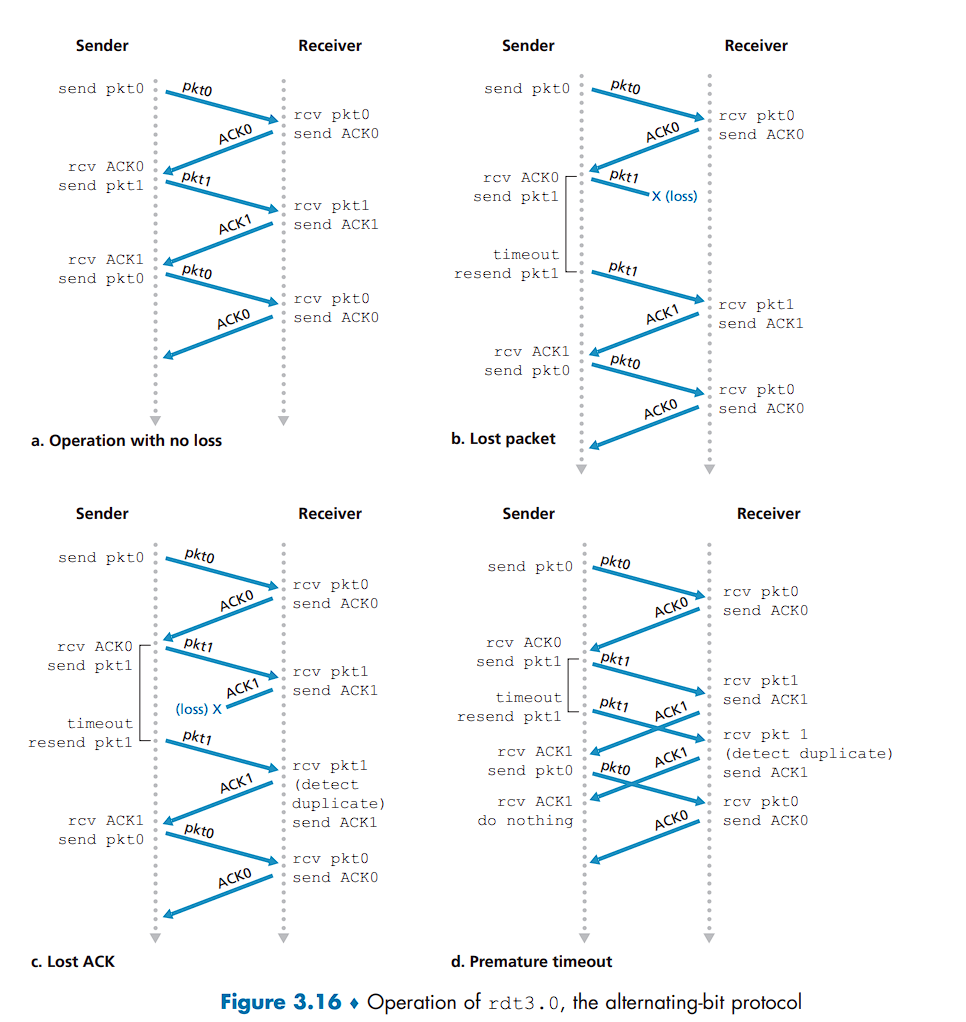 Sender
Receiver
send pkt0
pkt0
rcv pkt0
send ACK0
ACK0
rcv ACK0
send pkt1
pkt1
rcv pkt1
send ACK1
ACK1
rcv ACK1
send pkt0
pkt0
rcv pkt0
send ACK0
ACK0
a. Operation with no loss
Sender
Receiver
send pkt0
pkt0
rcv pkt0
send ACK0
ACK0
rcv ACK0
send pkt1
pkt1
X (loss)
timeout
resend pkt1
pkt1
rcv pkt1
send ACK1
ACK1
rcv ACK1
send pkt0
pkt0
rcv pkt0
send ACK0
ACK0
b. Lost packet
Sender
Receiver
send pkt0
pkt0
rcv pkt0
send ACK0
ACK0
rcv ACK0
send pkt1
pkt1
rcv pkt1
send ACK1
ACK1
(loss) X
timeout
resend pkt1
pkt1
rcv pkt1
(detect
duplicate)
send ACK1
ACK1
rcv ACK1
send pkt0
pkt0
rcv pkt0
send ACK0
ACK0
c. Lost ACK
Sender
Receiver
send pkt0
pkt0
rcv pkt0
send ACK0
ACK0
rcv ACK0
send pkt1
pkt1
rcv pkt1
send ACK1
timeout
resend pkt1
pkt1
ACK1
rcv pkt 1
(detect duplicate)
send ACK1
rcv ACK1
send pkt0
pkt0
ACK1
rcv ACK1
do nothing
rcv pkt0
send ACK0
ACK0
d. Premature timeout
Figure 3.16 ♦ Operation of rdt3.0, the alternating-bit protocol